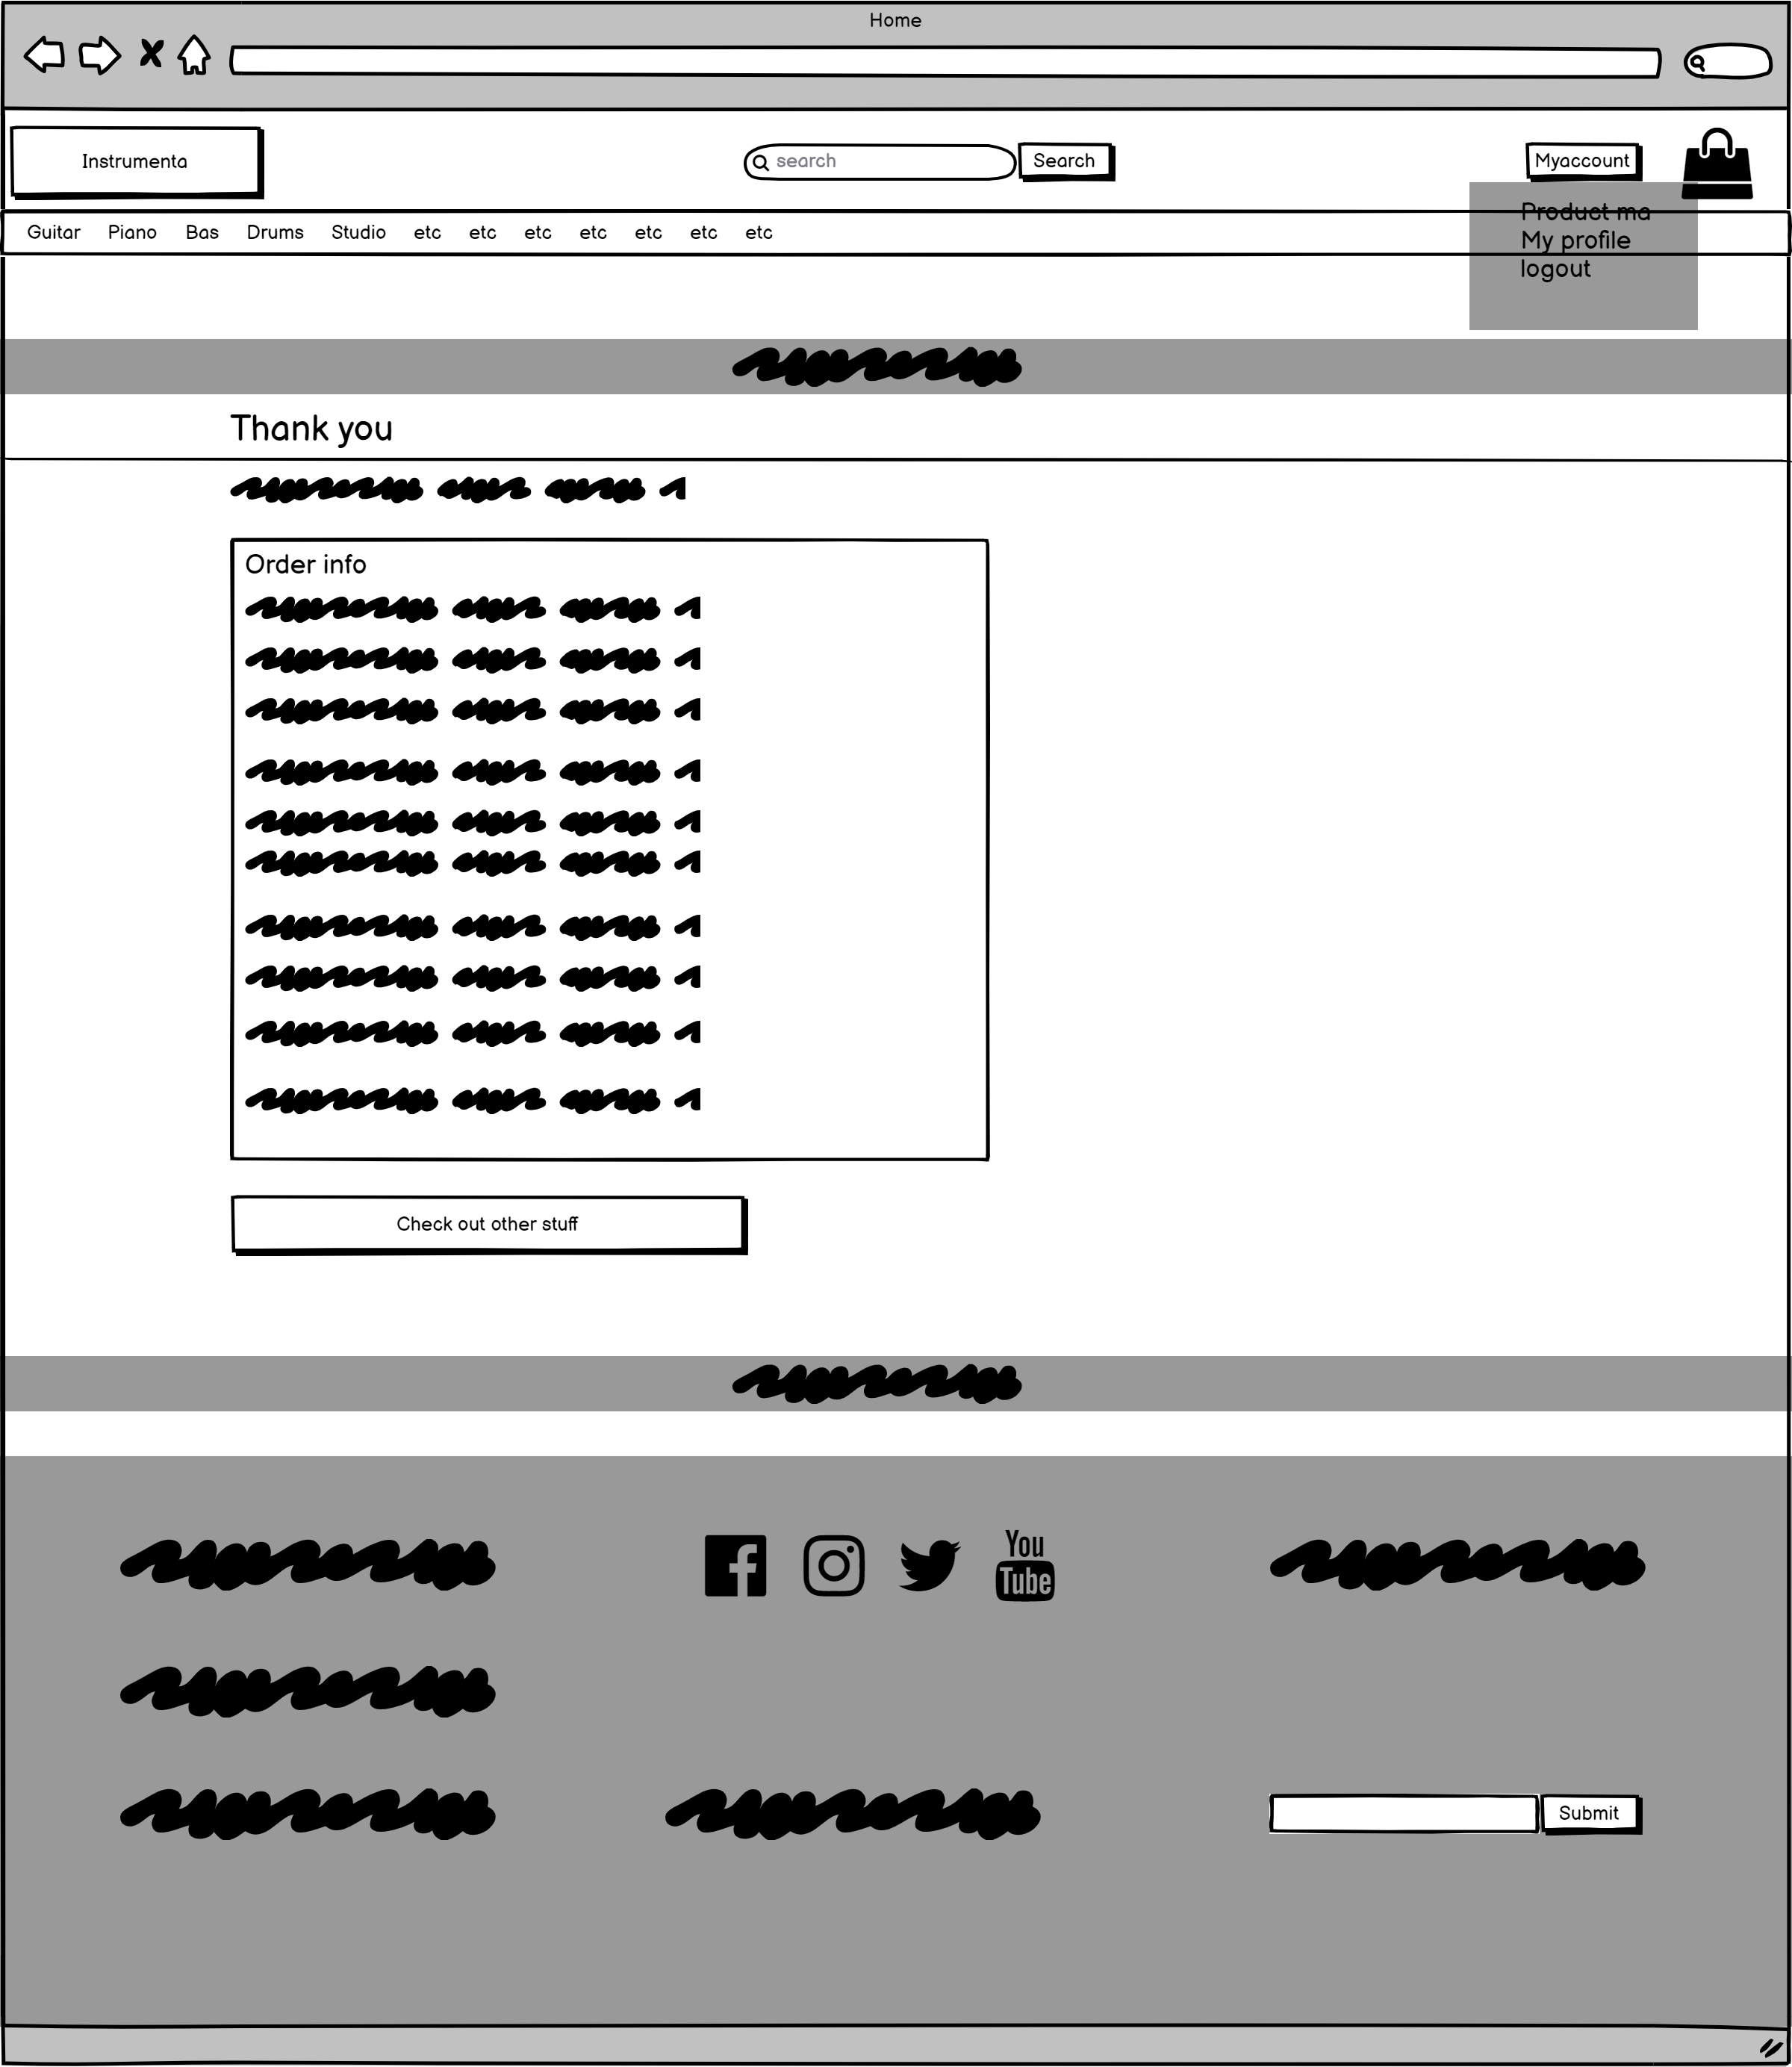 Home
Instrumenta
search
Search
Myaccount
Product ma
My profile
logout
Guitar Piano Bas Drums Studio etc etc etc etc etc etc etc
Thank you
Order info
Check out other stuff
You
Tube
Submit